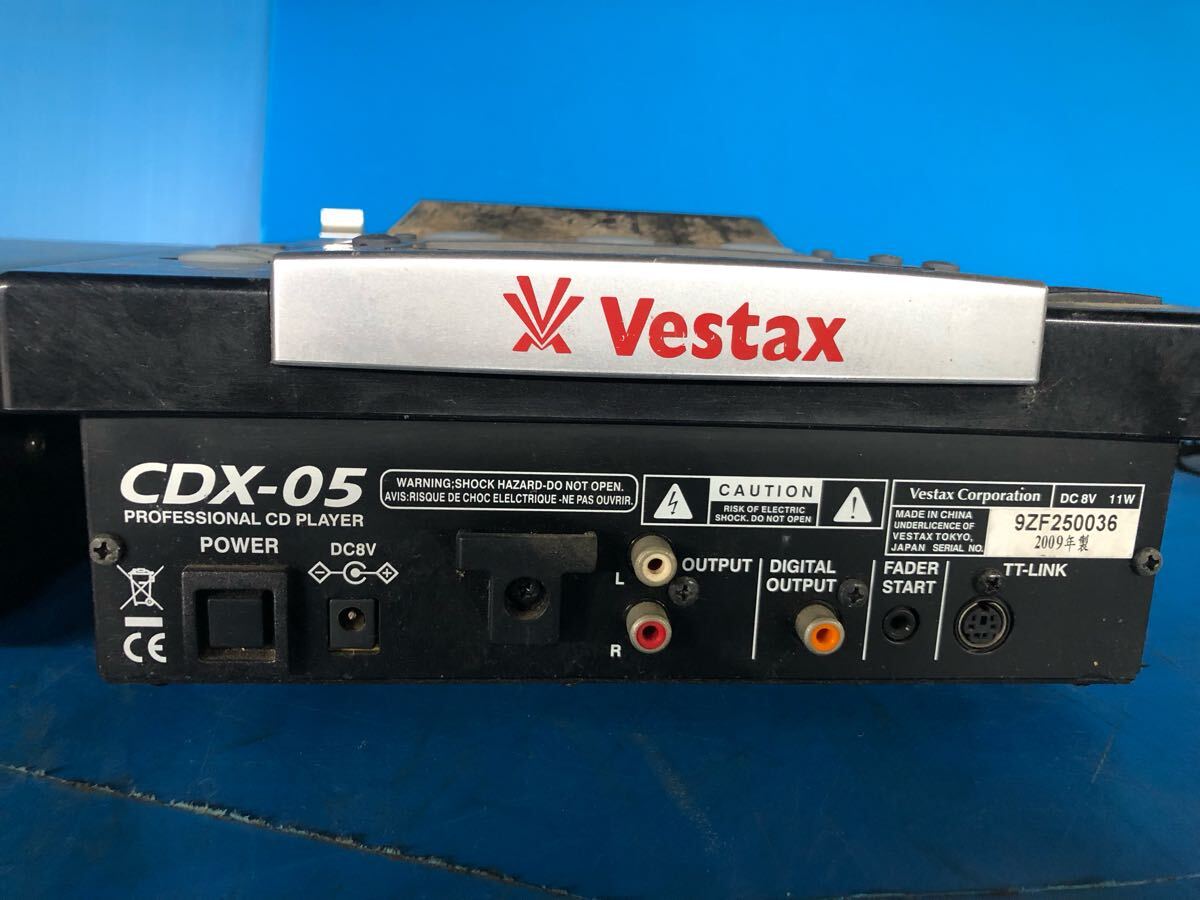 Vestax
CDX-05
PROFESSIONAL CD PLAYER
WARNING;SHOCK HAZARD-DO NOT OPEN.
AVIS:RISQUE DE CHOC ELELCTRIQUE -NE PAS OUVRIR.
CAUTION
RISK OF ELECTRIC
SHOCK. DO NOT OPEN
Vestax Corporation
DC 8V 11W
MADE IN CHINA
UNDERLICENCE OF
VESTAX TOKYO,
JAPAN SERIAL NO.
9ZF250036
2009年製
POWER
DC8V
L
R
OUTPUT
DIGITAL
OUTPUT
FADER
START
TT-LINK
CE